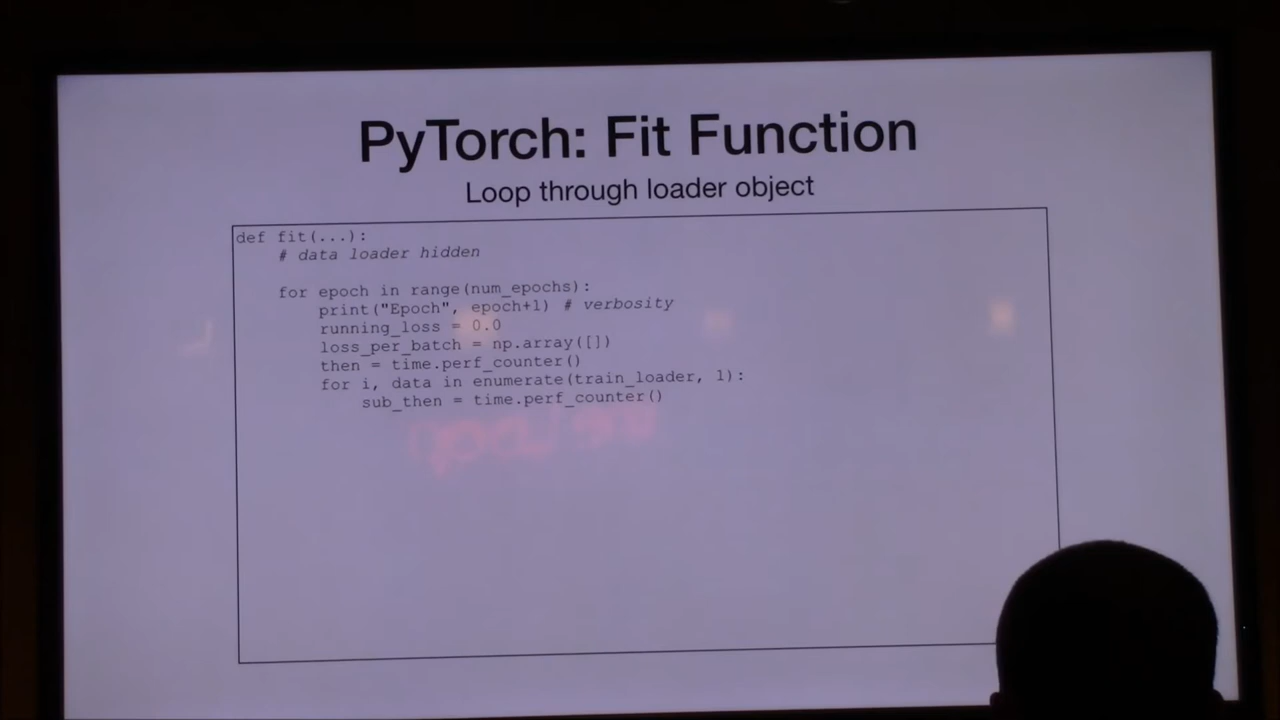 PyTorch: Fit Function
Loop through loader object
def fit(...):
    # data loader hidden
    for epoch in range(num_epochs):
        print("Epoch", epoch+1) # verbosity
        running_loss = 0.0
        loss_per_batch = np.array([])
        then = time.perf_counter()
        for i, data in enumerate(train_loader, 1):
            sub_then = time.perf_counter()